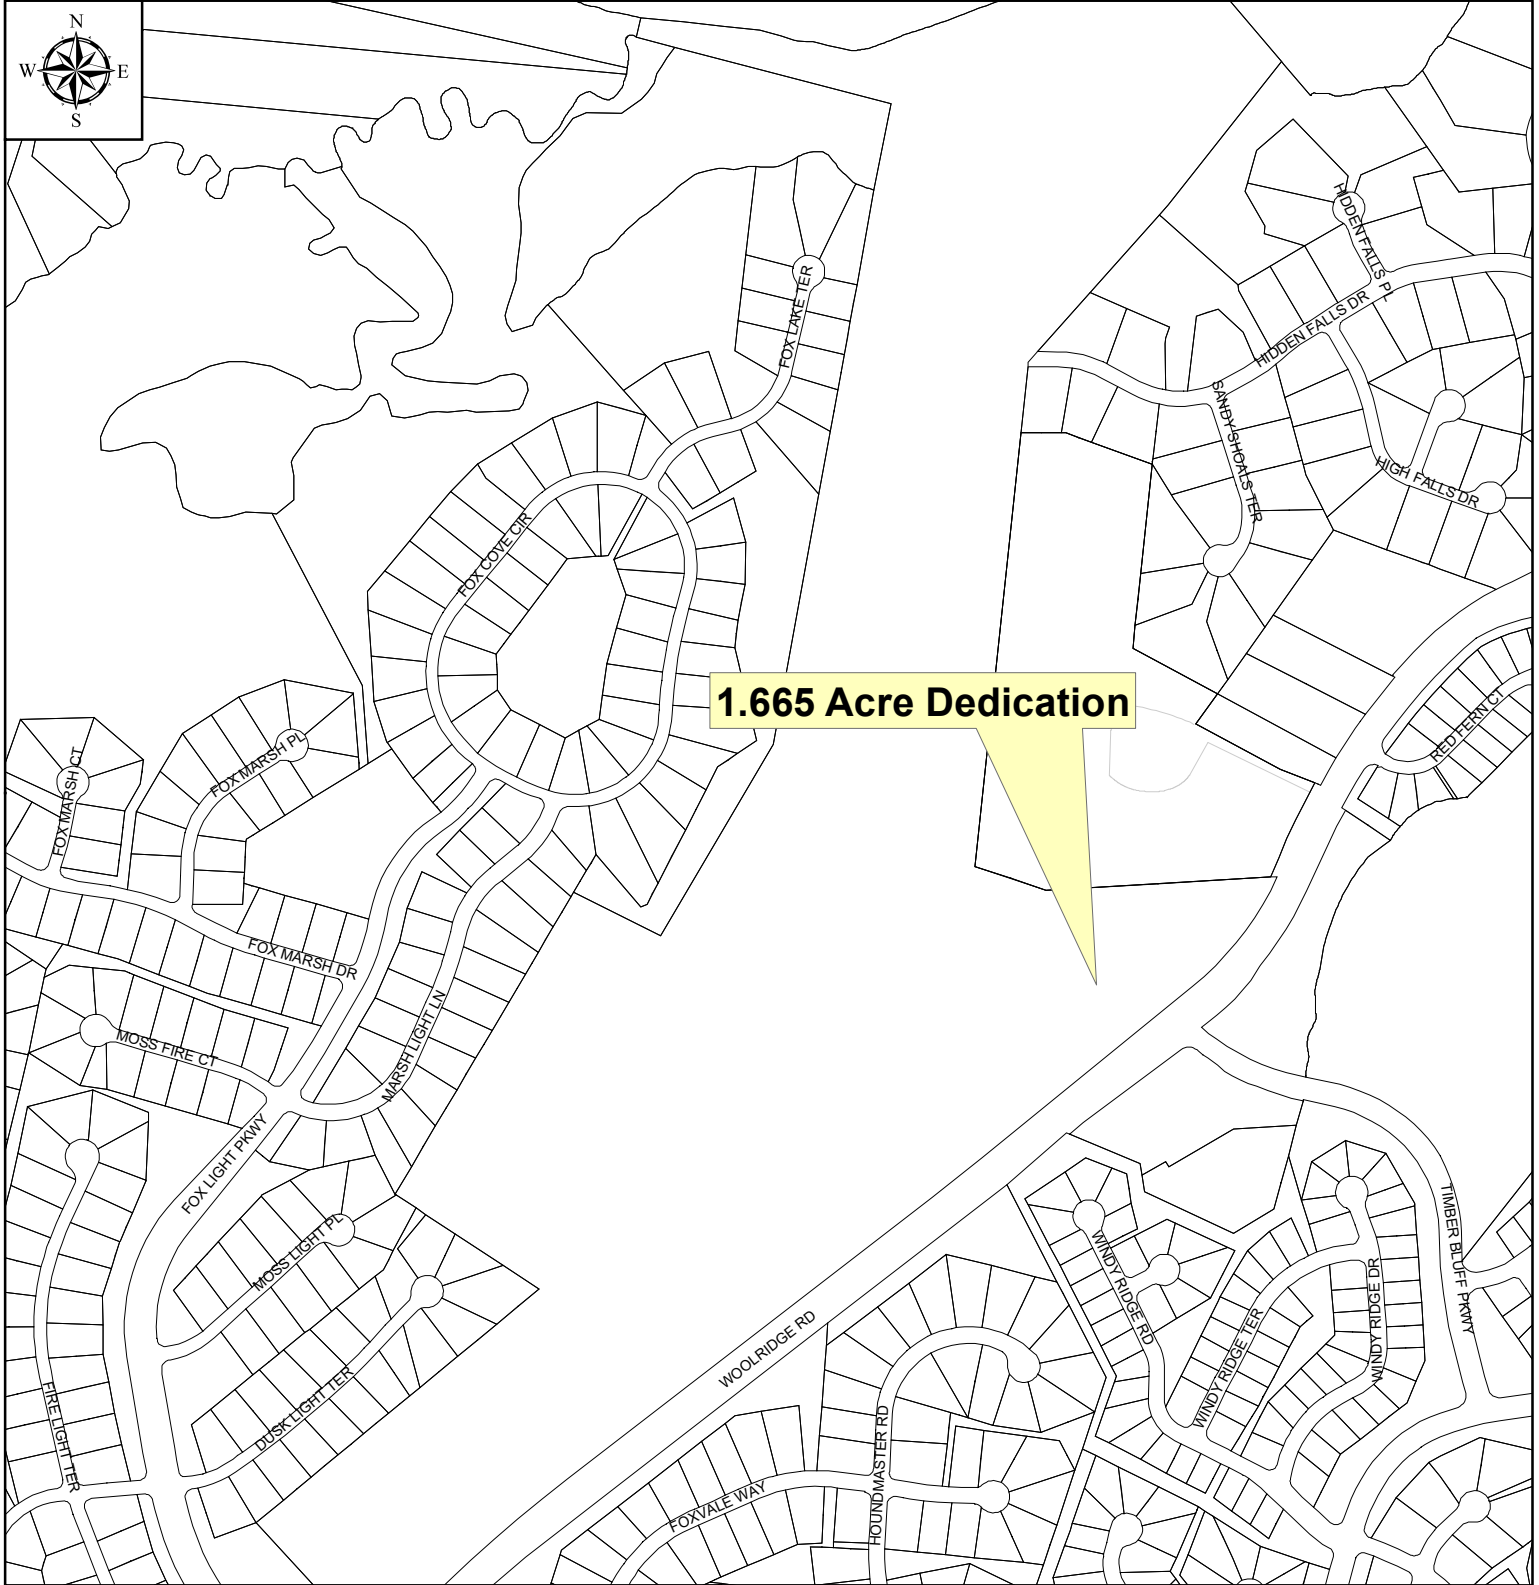 N
W E
S
HIDDEN FALLS PL
FOX LAKE TER
HIDDEN FALLS DR
SANDY SHOALS TER
HIGH FALLS DR
FOX COVE CIR
1.665 Acre Dedication
RED FERN CT
FOX MARSH PL
FOX MARSH CT
FOX MARSH DR
MARSH LIGHT LN
MOSS FIRE CT
FOX LIGHT PKWY
MOSS LIGHT PL
TIMBER BLUFF PKWY
WINDY RIDGE RD
WINDY RIDGE DR
WINDY RIDGE TER
WOOLRIDGE RD
FIRE LIGHT TER
DUSK LIGHT TER
HOUNDMASTER RD
FOXVALE WAY